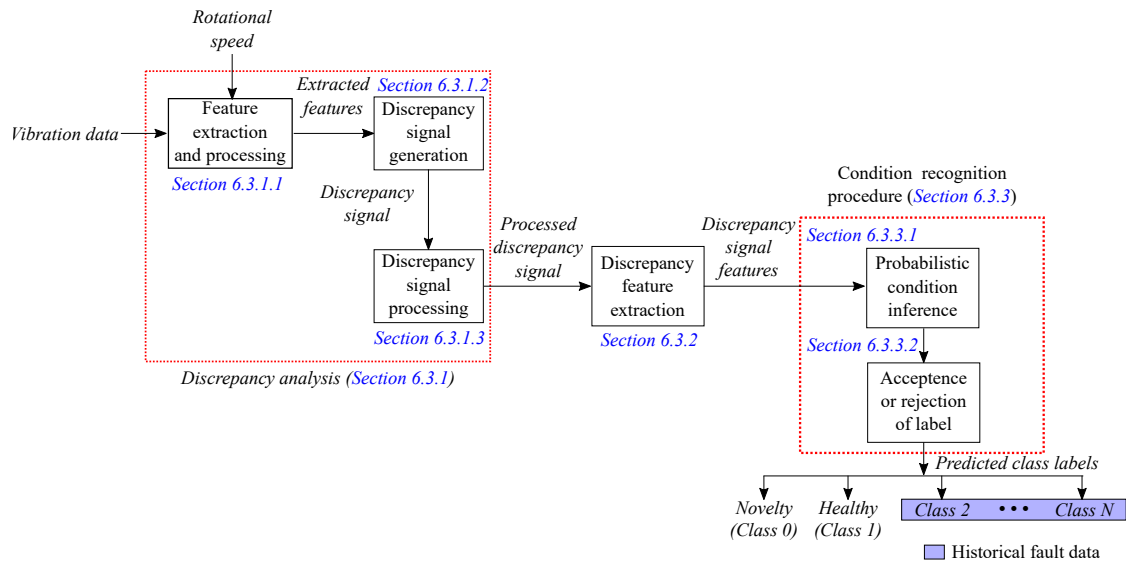 Rotational
speed
Vibration data
Feature
extraction
and processing
Section 6.3.1.1
Extracted
features
Section 6.3.1.2
Discrepancy
signal
generation
Discrepancy
signal
Discrepancy
signal
processing
Section 6.3.1.3
Discrepancy analysis (Section 6.3.1)
Processed
discrepancy
signal
Discrepancy
feature
extraction
Section 6.3.2
Discrepancy
signal
features
Condition recognition
procedure (Section 6.3.3)
Section 6.3.3.1
Probabilistic
condition
inference
Section 6.3.3.2
Acceptence
or rejection
of label
Predicted class labels
Novelty
(Class 0)
Healthy
(Class 1)
Class 2 ••• Class N
Historical fault data